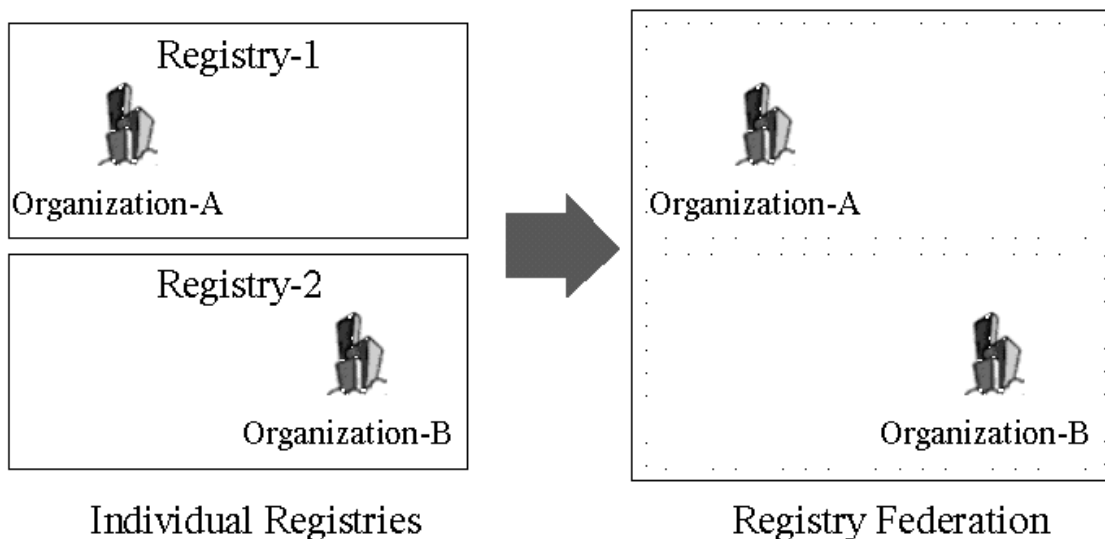 Registry-1
Organization-A
Registry-2
Organization-B
Individual Registries
Organization-A
Organization-B
Registry Federation